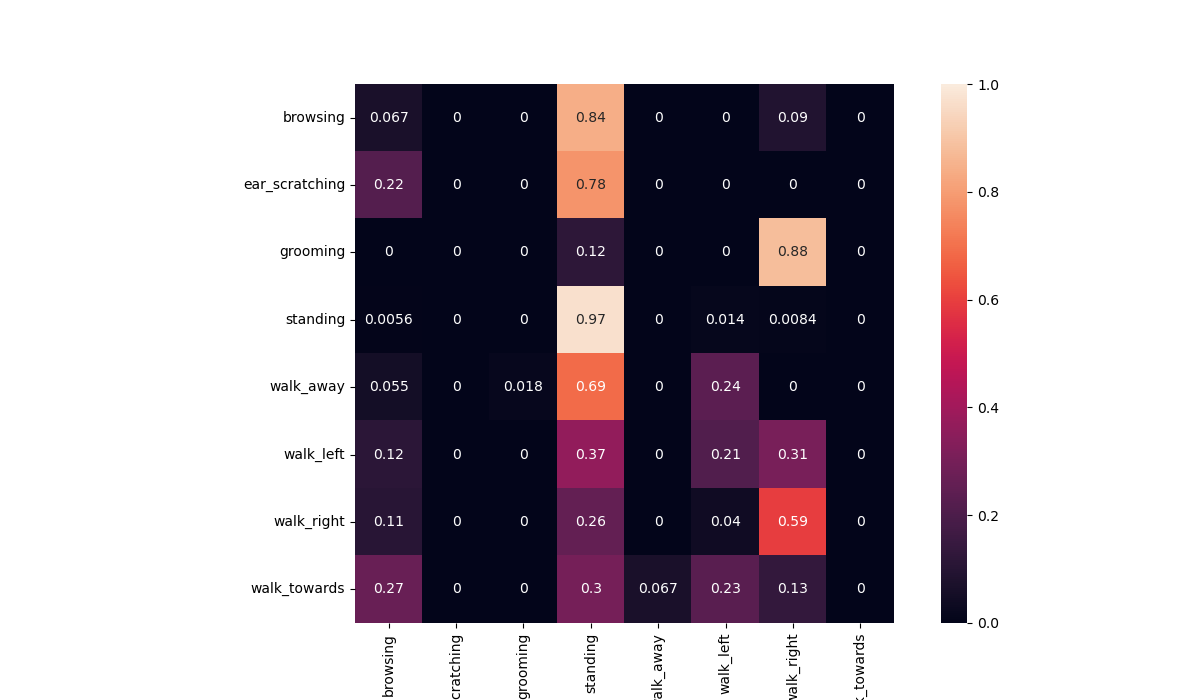 browsing 0.067 0 0 0.84 0 0 0.09 0
ear_scratching 0.22 0 0 0.78 0 0 0 0
grooming 0 0 0 0.12 0 0 0.88 0
standing 0.0056 0 0 0.97 0 0.014 0.0084 0
walk_away 0.055 0 0.018 0.69 0 0.24 0 0
walk_left 0.12 0 0 0.37 0 0.21 0.31 0
walk_right 0.11 0 0 0.26 0 0.04 0.59 0
walk_towards 0.27 0 0 0.3 0.067 0.23 0.13 0
browsing
cratching
grooming
standing
alk_away
walk_left
walk_right
k_towards
1.0
0.8
0.6
0.4
0.2
0.0